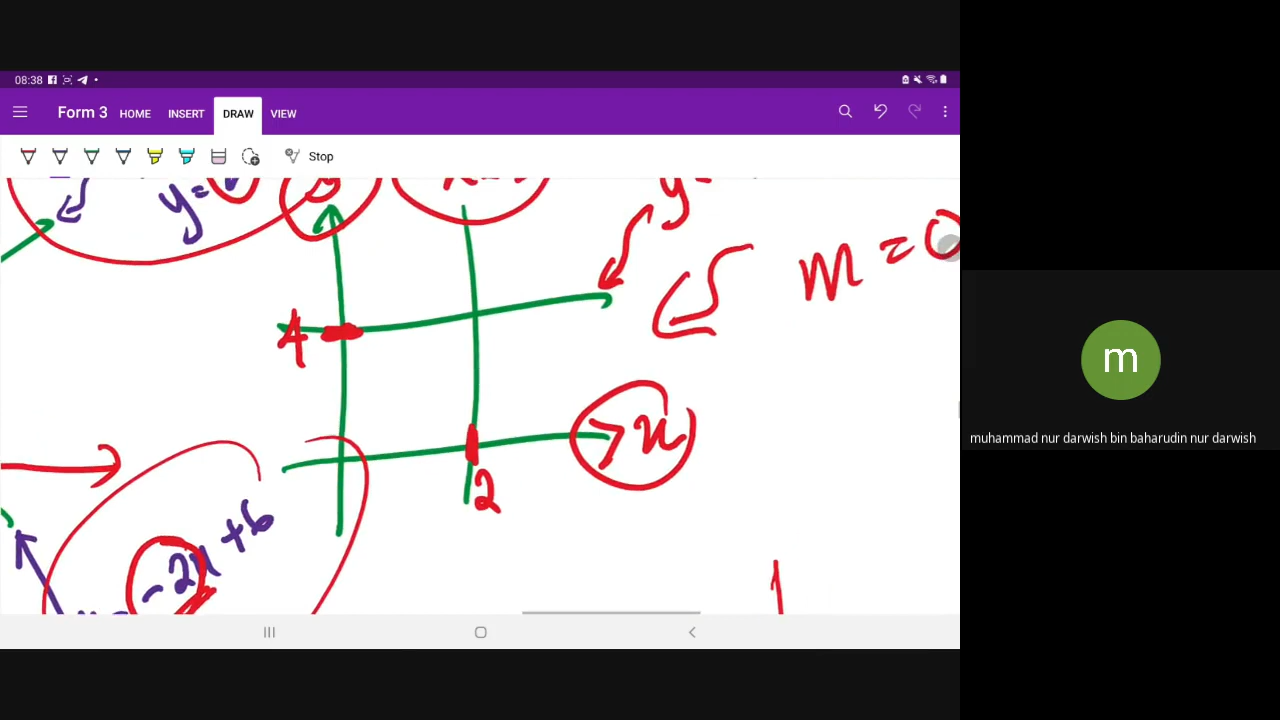 08:38
Form 3 HOME INSERT DRAW VIEW
Stop
y=
y
y=
m=0
4
x
2
-2x+6
m
muhammad nur darwish bin baharudin nur darwish